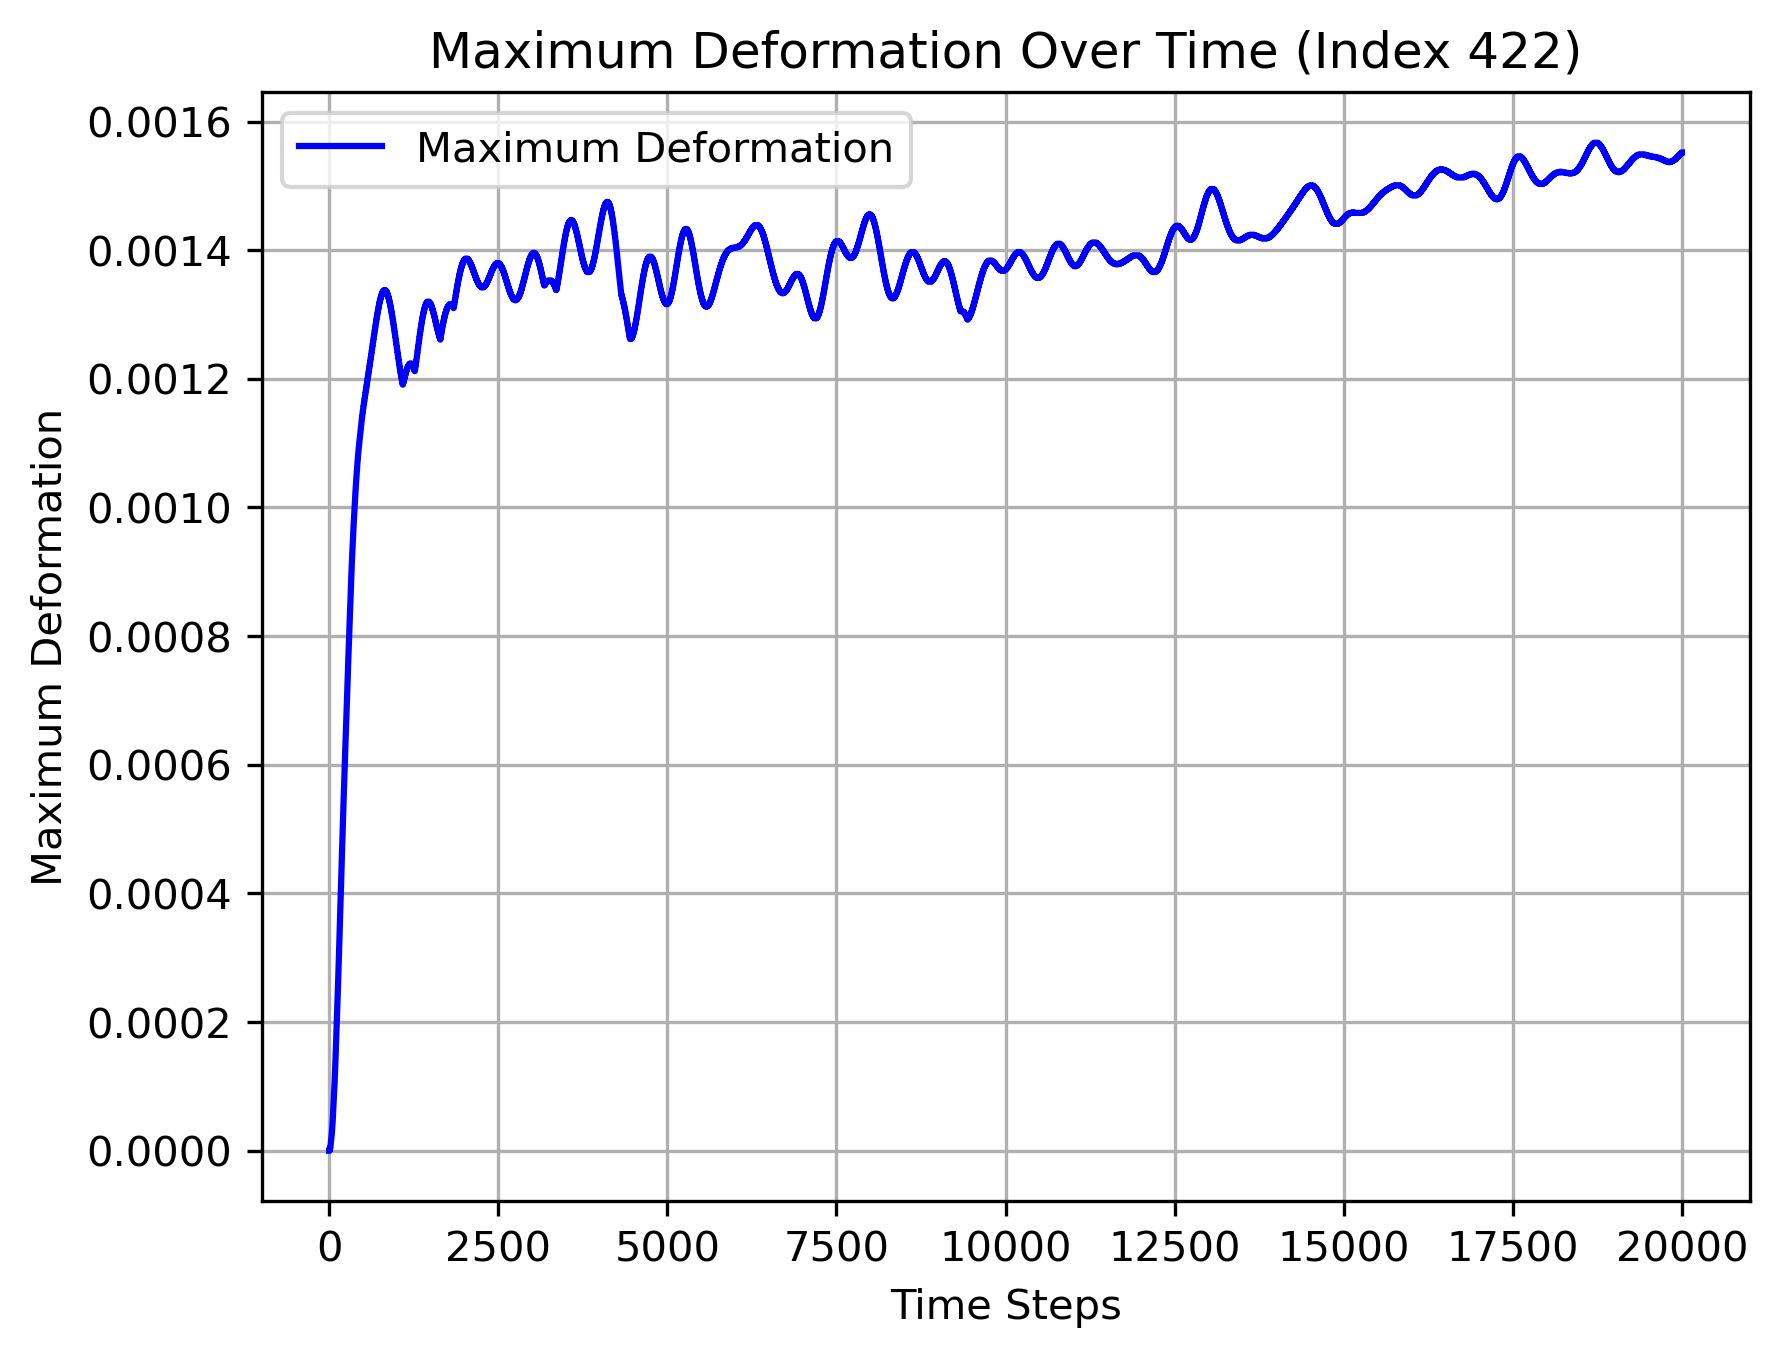 Maximum Deformation Over Time (Index 422)
Maximum Deformation
Maximum Deformation
0.0016
0.0014
0.0012
0.0010
0.0008
0.0006
0.0004
0.0002
0.0000
0 2500 5000 7500 10000 12500 15000 17500 20000
Time Steps